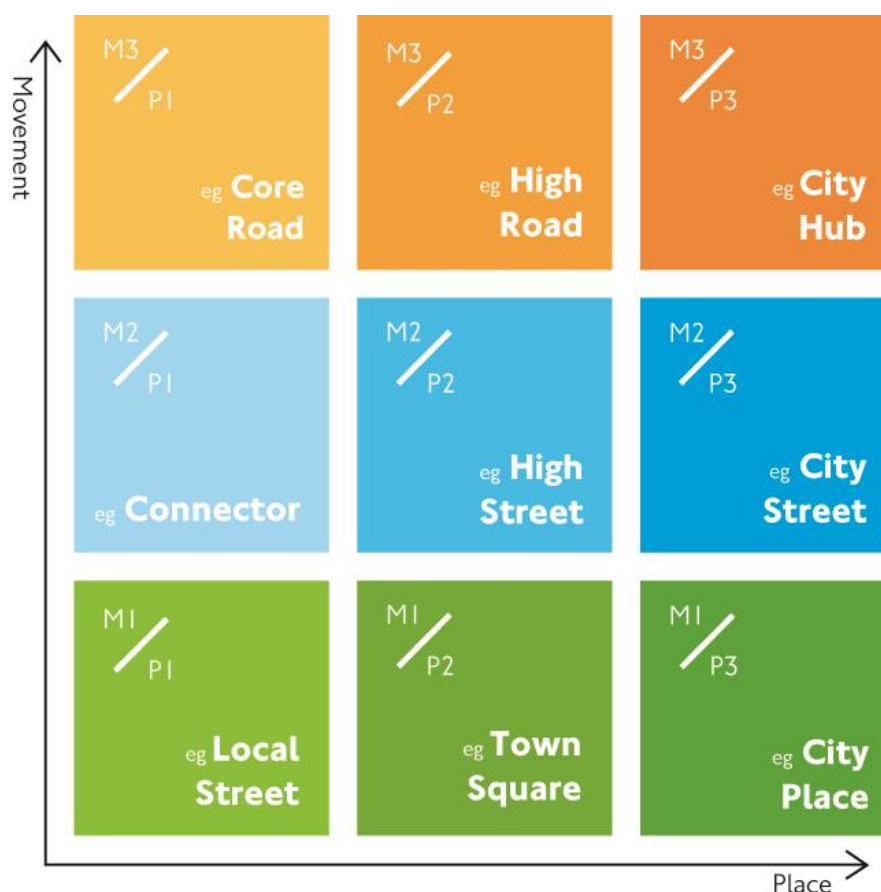 Movement
M3
P1
eg Core
Road
M3
P2
eg High
Road
M3
P3
eg City
Hub
M2
P1
eg Connector
M2
P2
eg High
Street
M2
P3
eg City
Street
M1
P1
eg Local
Street
M1
P2
eg Town
Square
M1
P3
eg City
Place
Place